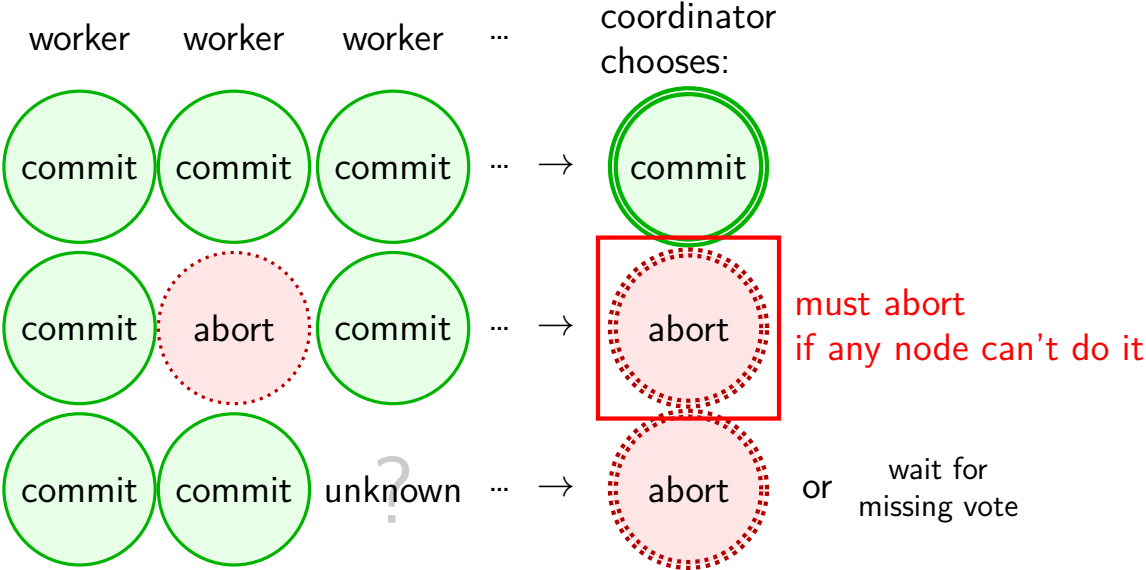 worker worker worker ... coordinator
chooses:
commit commit commit ... → commit
commit abort commit ... → abort must abort
if any node can't do it
commit commit ? unknown ... → abort or wait for
missing vote